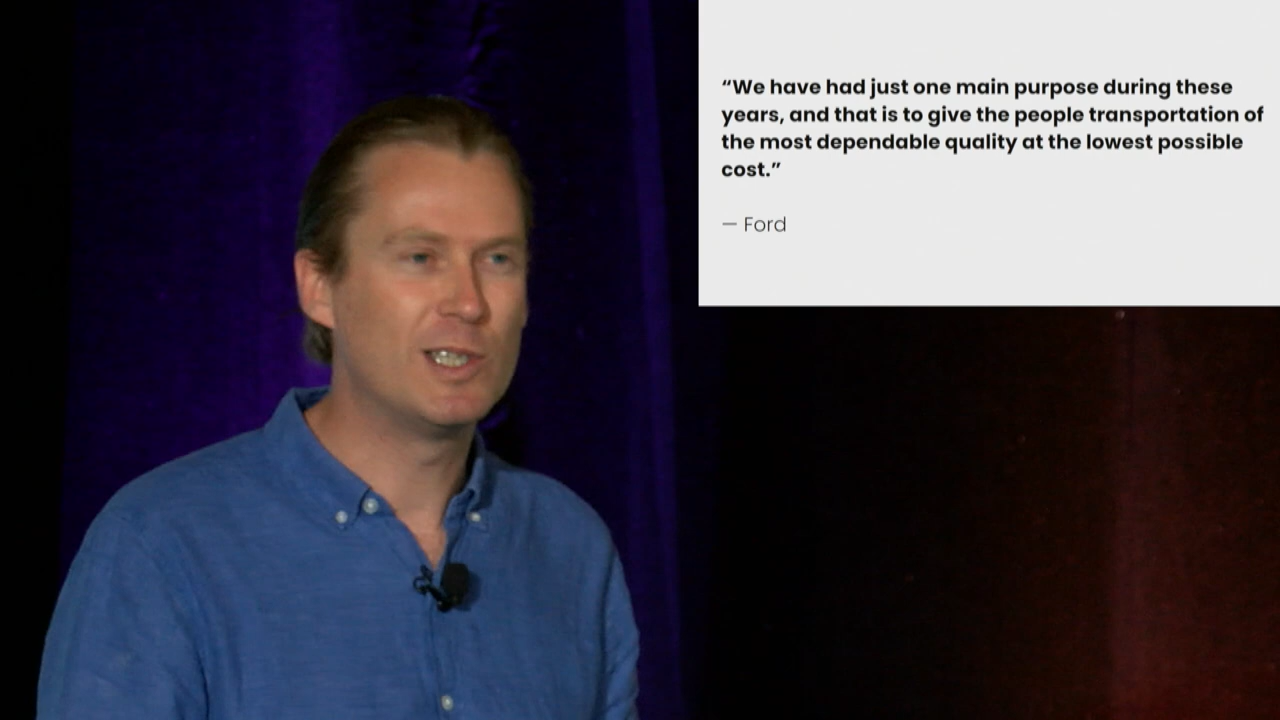 “We have had just one main purpose during these
years, and that is to give the people transportation of
the most dependable quality at the lowest possible
cost.”
— Ford